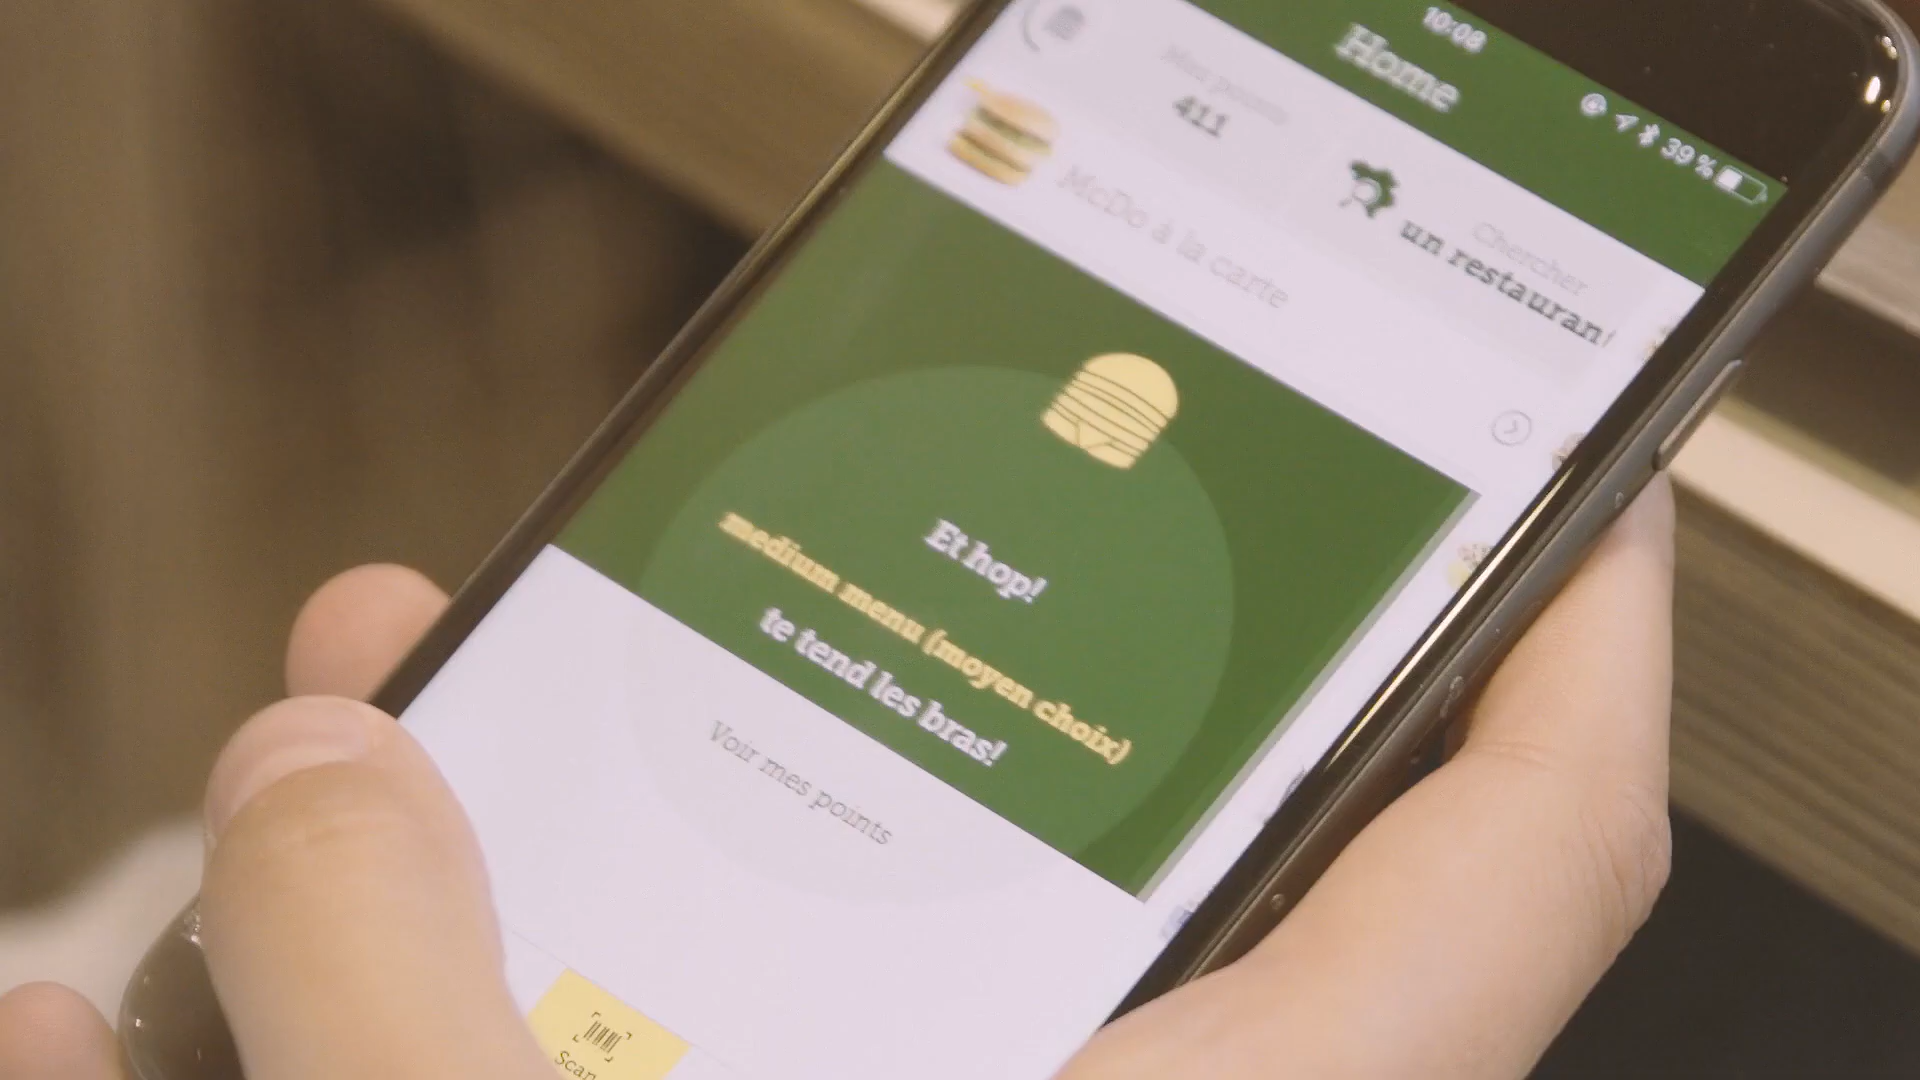 10:08
39 %
Home
Mes points
411
Chercher
un restaurant
McDo à la carte
Et hop!
medium menu (moyen choix)
te tend les bras!
Voir mes points
Scan